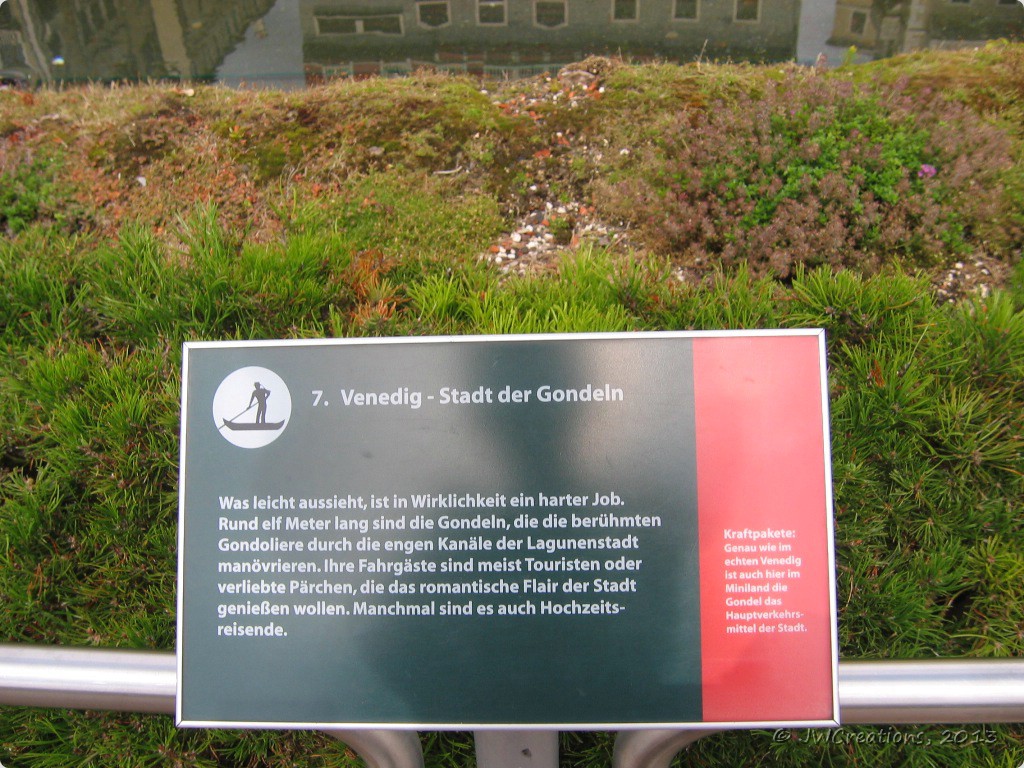 7. Venedig - Stadt der Gondeln
Was leicht aussieht, ist in Wirklichkeit ein harter Job.
Rund elf Meter lang sind die Gondeln, die die berühmten
Gondoliere durch die engen Kanäle der Lagunenstadt
manövrieren. Ihre Fahrgäste sind meist Touristen oder
verliebte Pärchen, die das romantische Flair der Stadt
genießen wollen. Manchmal sind es auch Hochzeits-
reisende.
Kraftpakete:
Genau wie im
echten Venedig
ist auch hier im
Miniland die
Gondel das
Hauptverkehrs-
mittel der Stadt.
© JWCreations, 2013